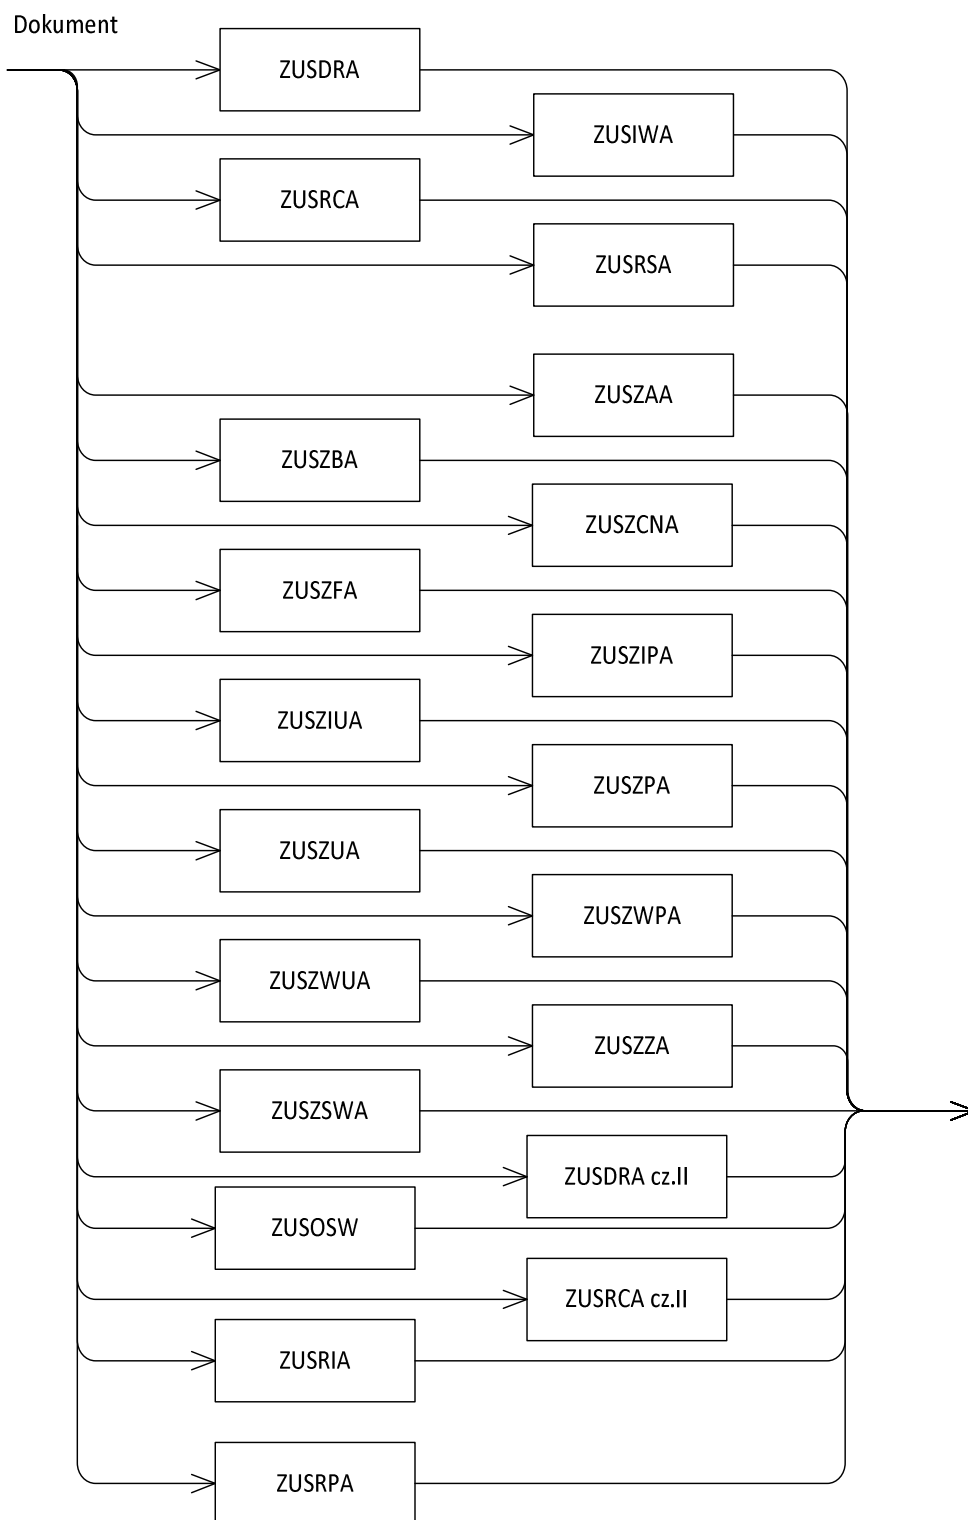 Dokument
ZUSDRA
ZUSIWA
ZUSRCA
ZUSRSA
ZUSZAA
ZUSZBA
ZUSZCNA
ZUSZFA
ZUSZIPA
ZUSZIUA
ZUSZPA
ZUSZUA
ZUSZWPA
ZUSZWUA
ZUSZZA
ZUSZSWA
ZUSDRA cz.II
ZUSOSW
ZUSRCA cz.II
ZUSRIA
ZUSRPA